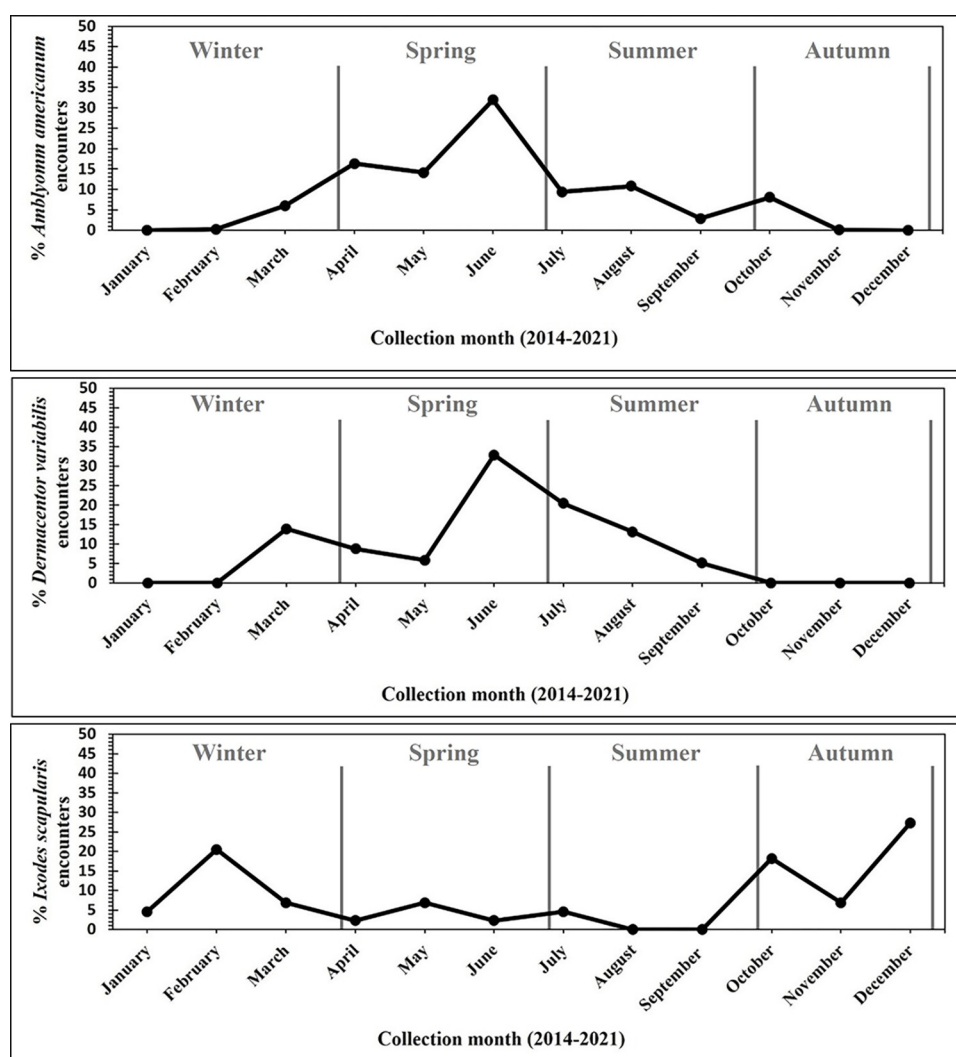 50
45
40
35
30
25
20
15
10
5
0
% Amblyomm americanum
encounters
Winter Spring Summer Autumn
January February March April May June July August September October November December
Collection month (2014-2021)
50
45
40
35
30
25
20
15
10
5
0
% Dermacentor variabilis
encounters
Winter Spring Summer Autumn
January February March April May June July August September October November December
Collection month (2014-2021)
50
45
40
35
30
25
20
15
10
5
0
% Ixodes scapularis
encounters
Winter Spring Summer Autumn
January February March April May June July August September October November December
Collection month (2014-2021)